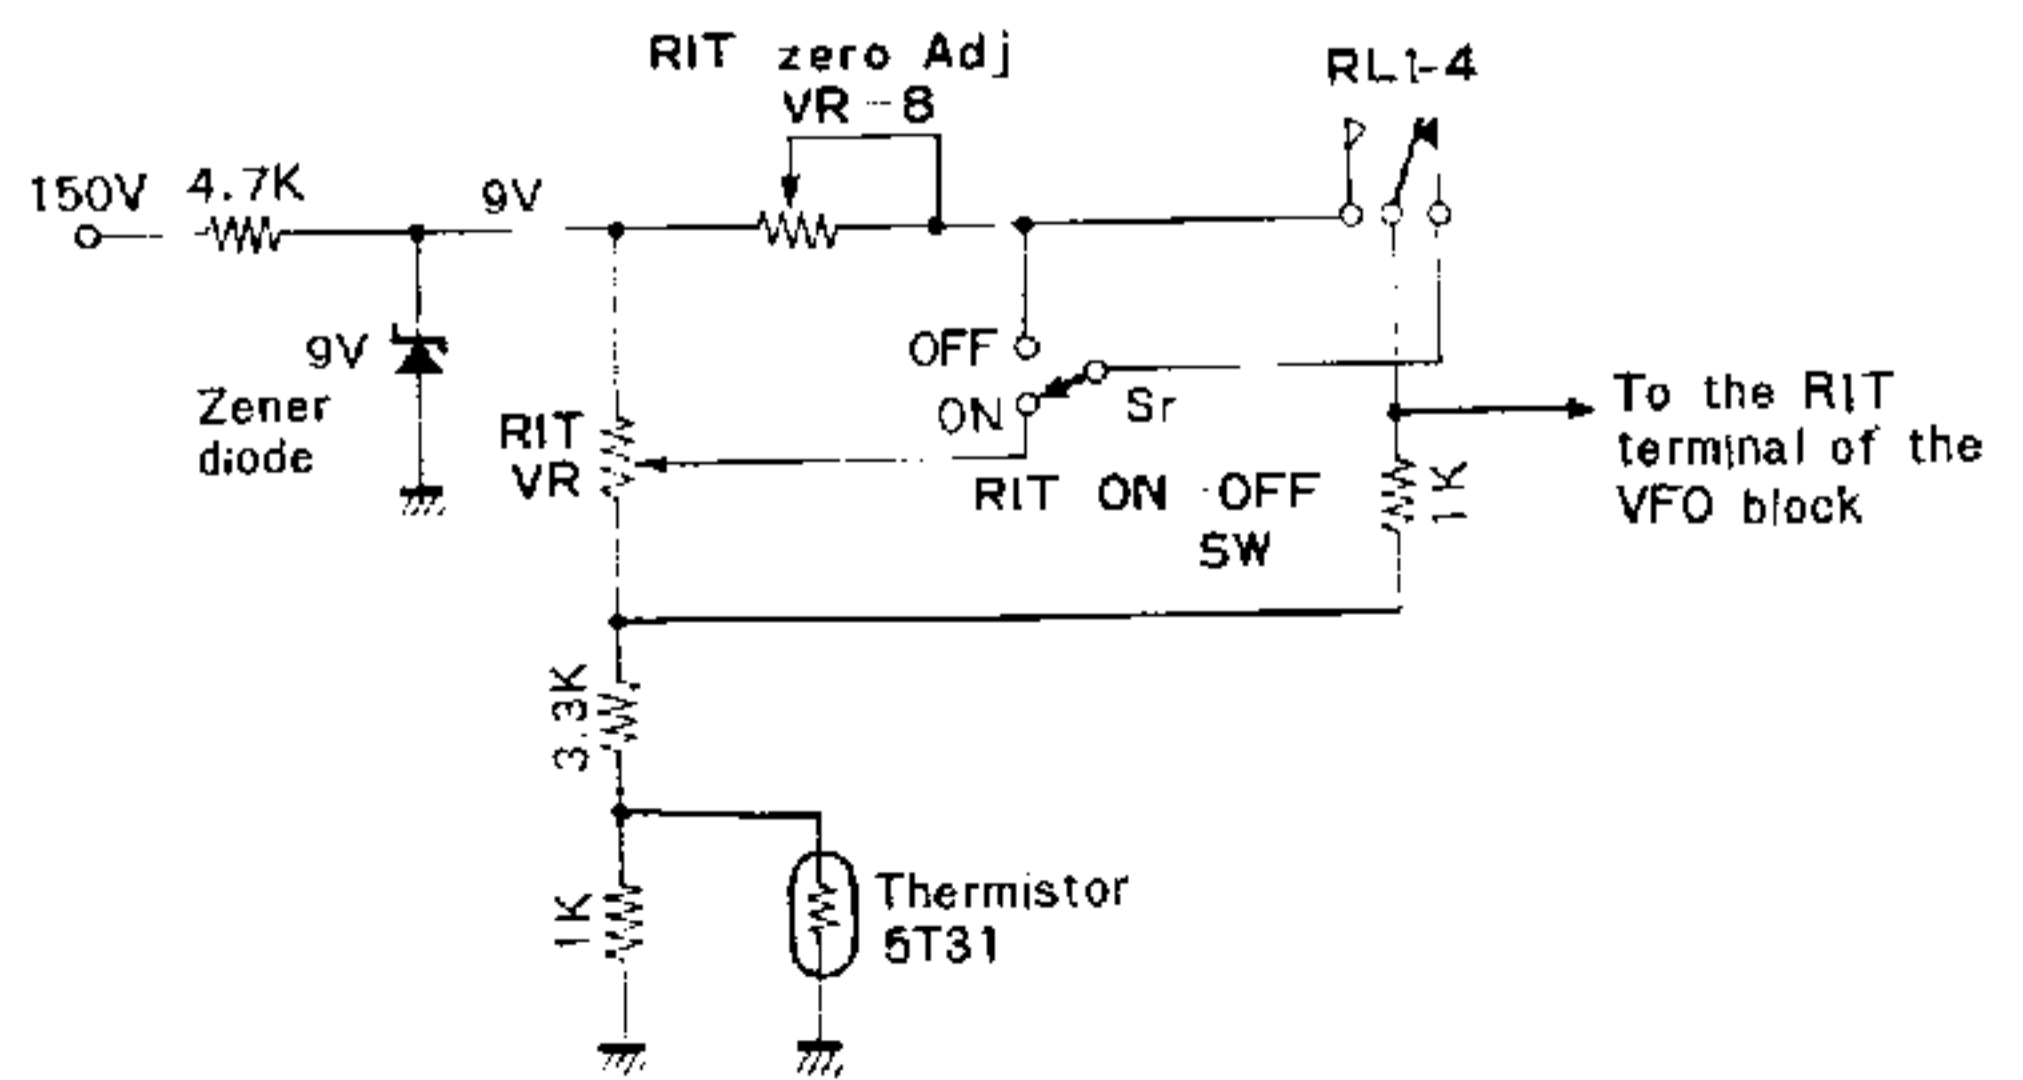 RIT zero Adj
VR-8
RL1-4
150V
4.7K
9V
9V
Zener
diode
OFF
ON
Sr
RIT
VR
RIT ON-OFF
SW
1K
To the RIT
terminal of the
VFO block
3.3K
1K
Thermistor
5T31